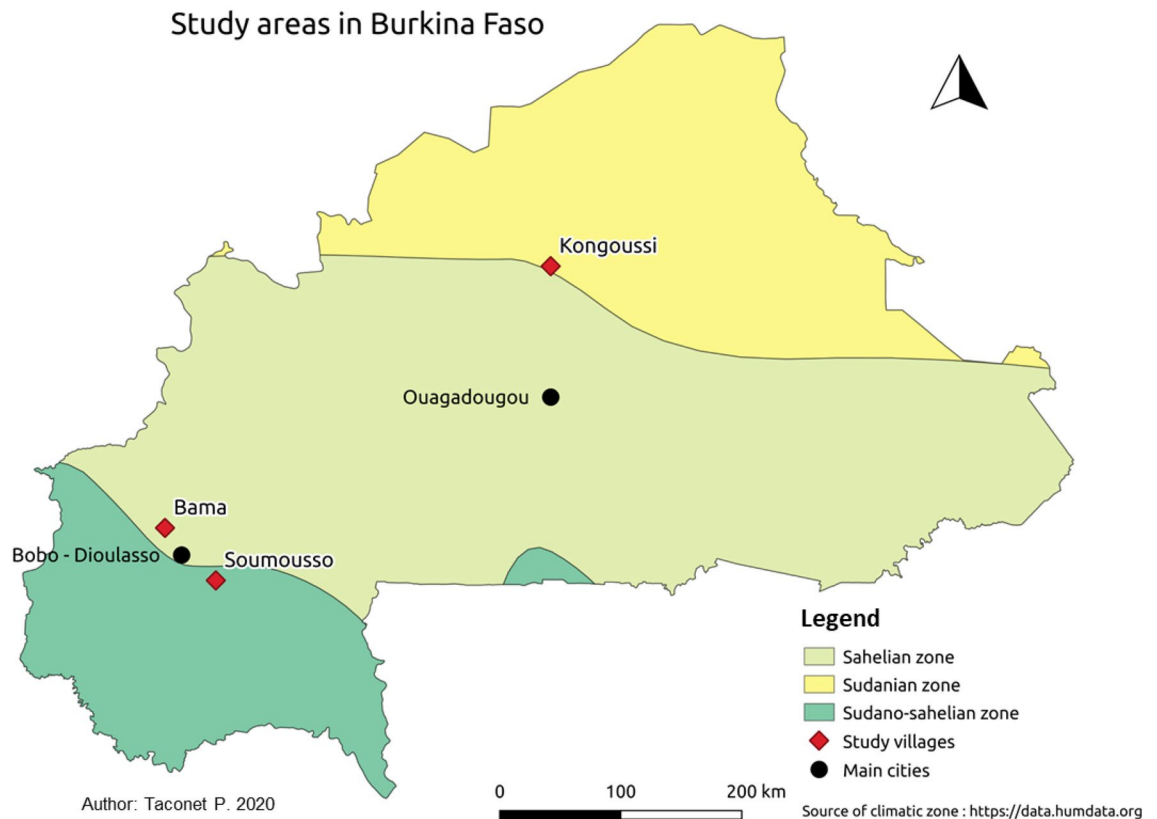 Study areas in Burkina Faso
Kongoussi
Ouagadougou
Bama
Bobo - Dioulasso
Soumousso
Legend
Sahelian zone
Sudanian zone
Sudano-sahelian zone
Study villages
Main cities
0 100 200 km
Author: Taconet P. 2020
Source of climatic zone : https://data.humdata.org